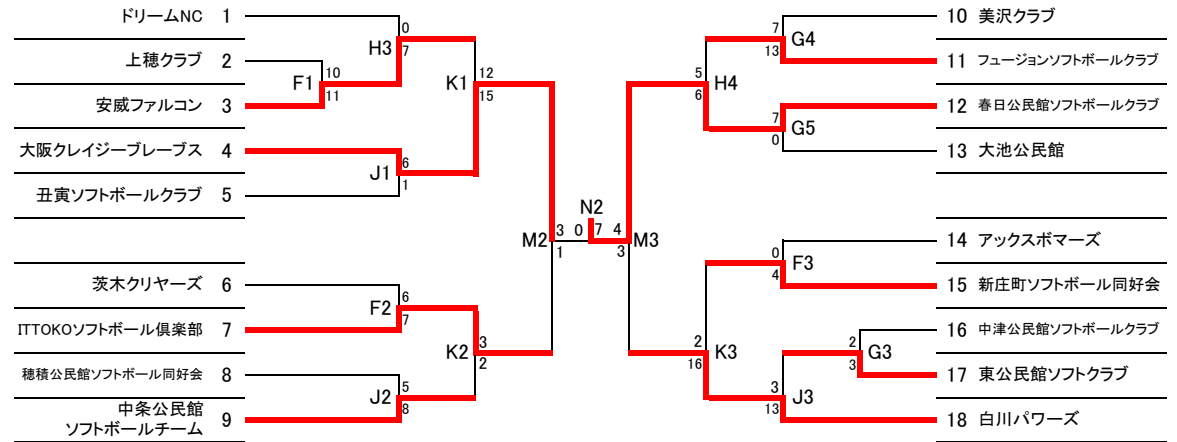 ドリームNC 1
上穂クラブ 2
安威ファルコン 3
大阪クレイジーブレーブス 4
丑寅ソフトボールクラブ 5
茨木クリヤーズ 6
ITTOKOソフトボール倶楽部 7
穂積公民館ソフトボール同好会 8
中条公民館
ソフトボールチーム 9
0
H3
7
10
F1
11
12
K1
15
6
J1
1
6
F2
7
3
K2
2
5
J2
8
M2
3
1
N2
0 7
4
M3
3
5
H4
6
7
G4
13
7
G5
0
0
F3
4
2
K3
16
2
G3
3
3
J3
13
10 美沢クラブ
11 フュージョンソフトボールクラブ
12 春日公民館ソフトボールクラブ
13 大池公民館
14 アックスボマーズ
15 新庄町ソフトボール同好会
16 中津公民館ソフトボールクラブ
17 東公民館ソフトクラブ
18 白川パワーズ